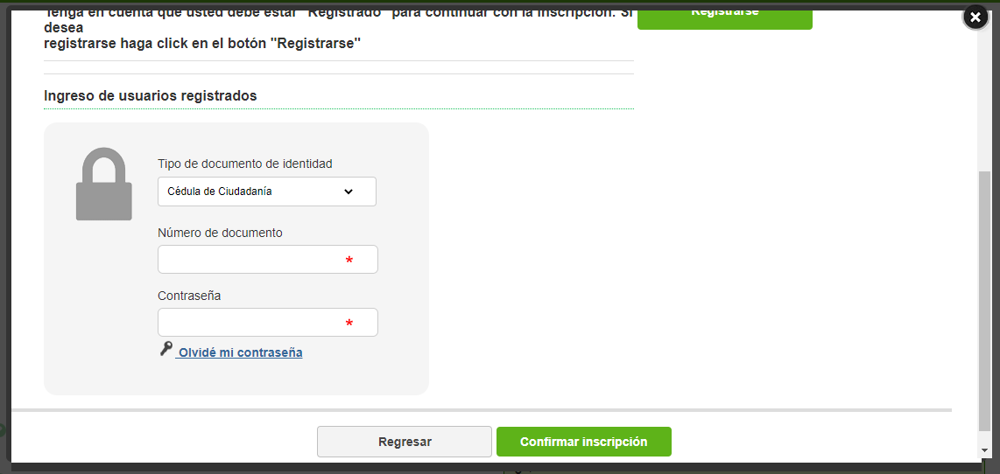 Tenga en cuenta que usted debe estar "Registrado" para continuar con la inscripción. Si
desea
registrarse haga click en el botón "Registrarse"
Registrarse
Ingreso de usuarios registrados
Tipo de documento de identidad
Cédula de Ciudadanía
Número de documento
*
Contraseña
*
Olvidé mi contraseña
Regresar
Confirmar inscripción